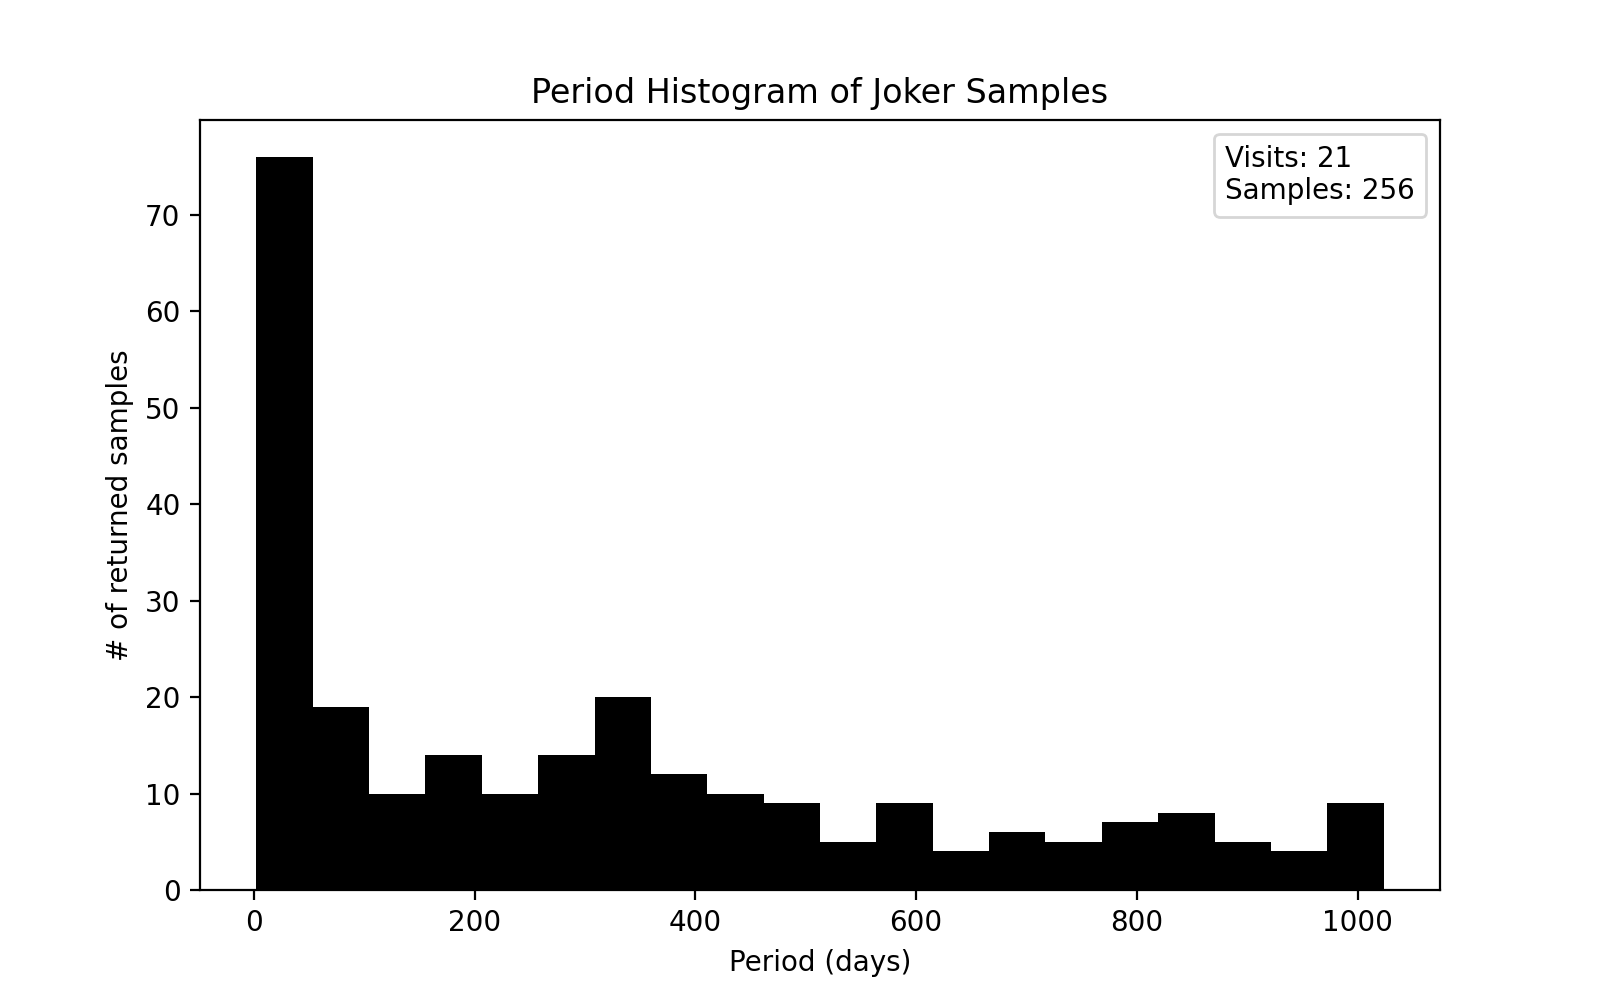 Period Histogram of Joker Samples
Visits: 21
Samples: 256
# of returned samples
70
60
50
40
30
20
10
0
0 200 400 600 800 1000
Period (days)